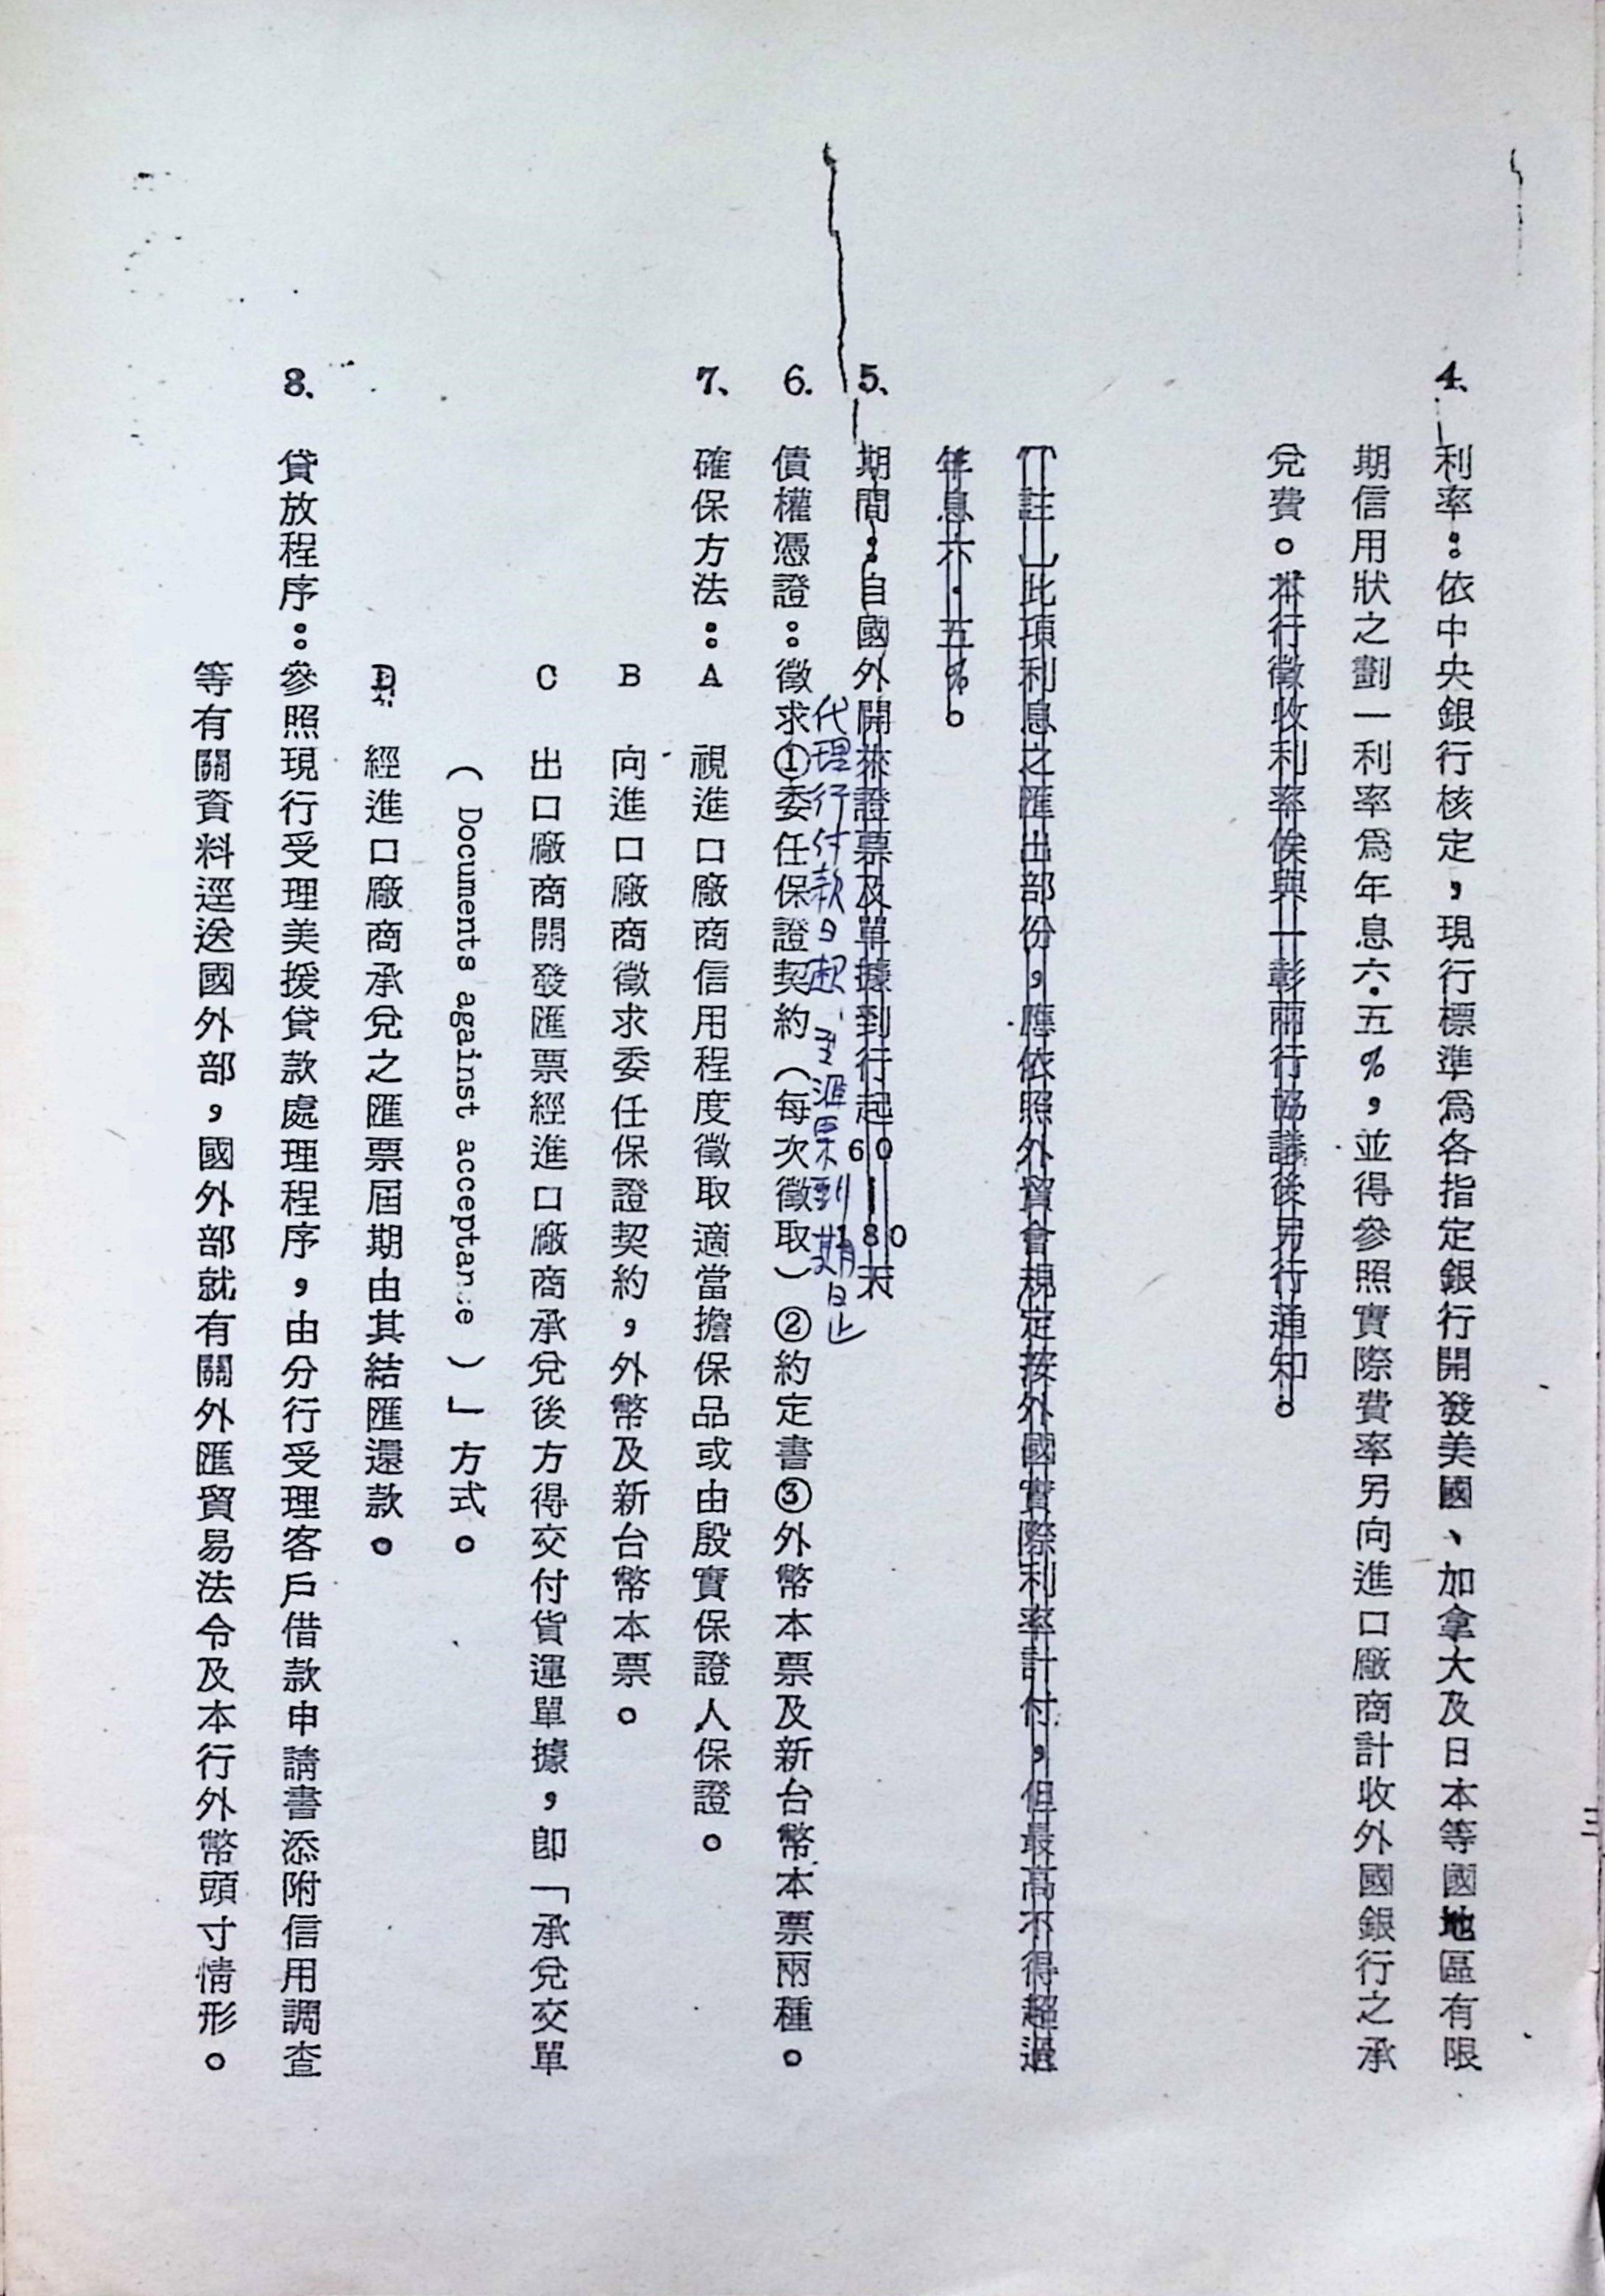 三
4、利率：依中央銀行核定，現行標準為各指定銀行開發美國、加拿大及日本等國地區有限
期信用狀之劃一利率為年息六．五％，並得參照實際費率另向進口廠商計收外國銀行之承
兌費。本行徵收利率俟與一彰兩行協議後另行通知。
（註）此項利息之匯出部份，應依照外貿會規定按外國實際利率計付，但最高不得超過
年息六．五％。
5、期間：自國外開來證票及單據到行起60｜180天
代理行付款日起，至滙票到期日止
6.債權憑證：徵求①委任保證契約（每次徵取）②約定書③外幣本票及新台幣本票兩種。
7、確保方法：A 視進口廠商信用程度徵取適當擔保品或由殷實保證人保證。
B 向進口廠商徵求委任保證契約，外幣及新台幣本票。
C 出口廠商開發匯票經進口廠商承兌後方得交付貨運單據，卽「承兌交單
（Documents against acceptance）」方式。
D 經進口廠商承兌之匯票屆期由其結匯還款。
8、貸放程序：參照現行受理美援貸款處理程序，由分行受理客戶借款申請書添附信用調查
等有關資料逕送國外部，國外部就有關外匯貿易法令及本行外幣頭寸情形。